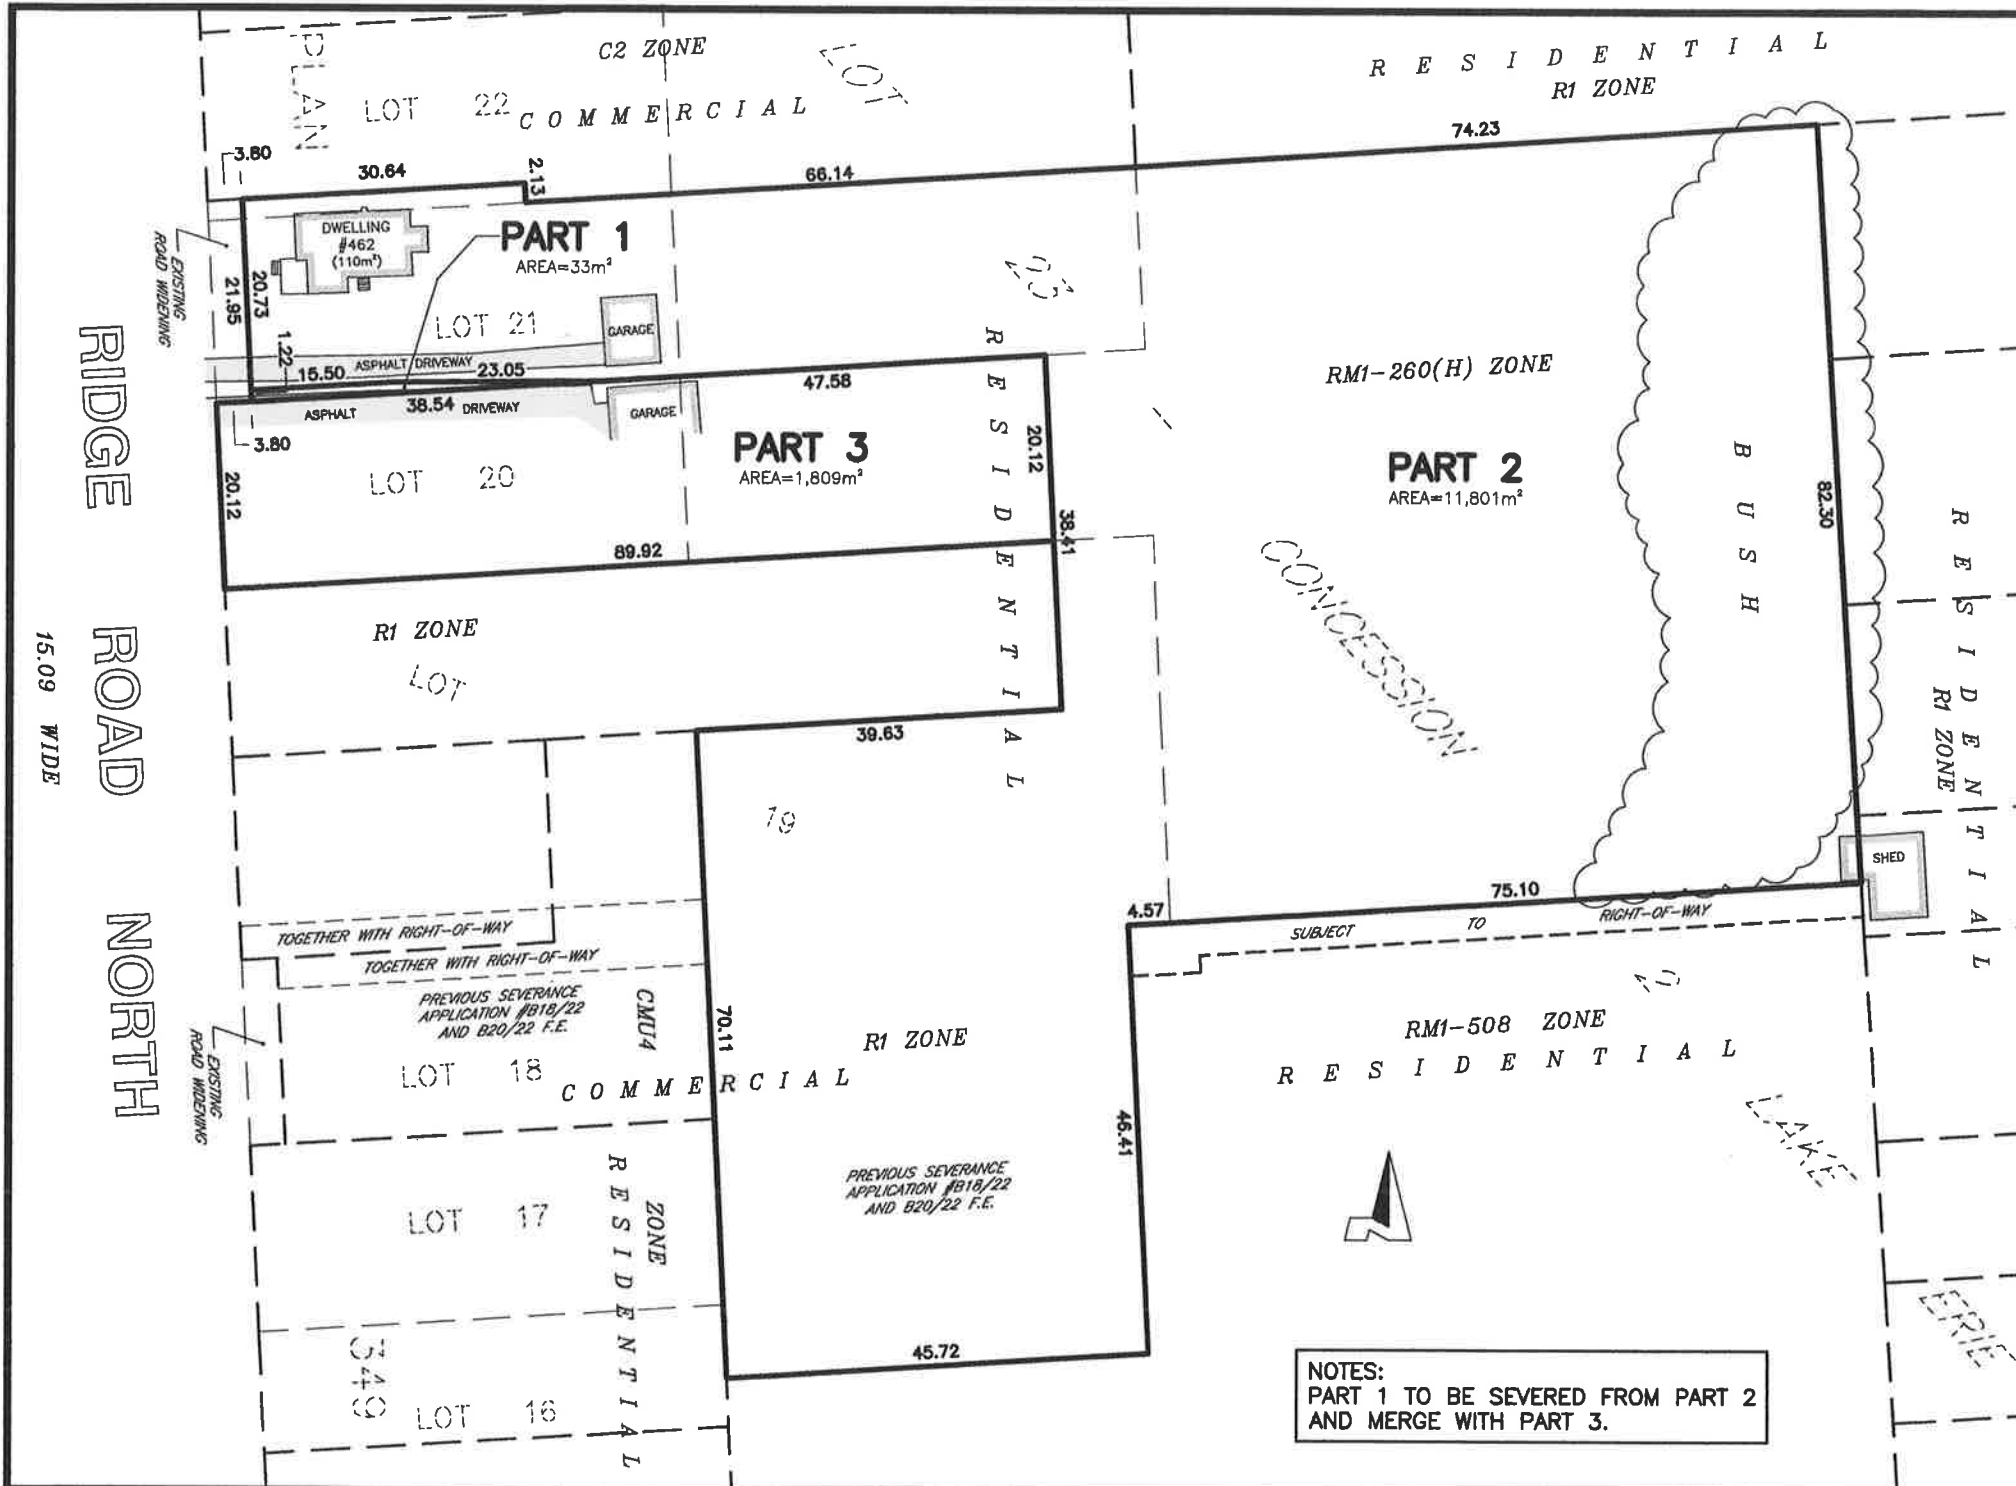 PLAN
C2 ZONE
LOT
RESIDENTIAL
R1 ZONE
LOT 22
COMMERCIAL
74.23
3.80
30.64
2.13
66.14
DWELLING
#462
(110m²)
PART 1
AREA=33m²
EXISTING
ROAD WIDENING
21.95
20.73
1.22
LOT 21
GARAGE
23
ASPHALT DRIVEWAY
15.50
23.05
47.58
RESIDENTIAL
RM1-260(H) ZONE
ASPHALT
38.54
DRIVEWAY
GARAGE
3.80
PART 3
AREA=1,809m²
20.12
PART 2
AREA=11,801m²
BUSH
82.30
LOT 20
20.12
38.41
89.92
CONCESSION
RESIDENTIAL
R1 ZONE
RIDGE ROAD NORTH
15.09 WIDE
R1 ZONE
LOT
39.63
19
SHED
75.10
4.57
SUBJECT TO RIGHT-OF-WAY
TOGETHER WITH RIGHT-OF-WAY
TOGETHER WITH RIGHT-OF-WAY
PREVIOUS SEVERANCE
APPLICATION #B18/22
AND B20/22 F.E.
CMU4
ZONE
70.11
R1 ZONE
RM1-508 ZONE
RESIDENTIAL
EXISTING
ROAD WIDENING
LOT 18
COMMERCIAL
46.41
LAKE
PREVIOUS SEVERANCE
APPLICATION #B18/22
AND B20/22 F.E.
LOT 17
RESIDENTIAL
ERIE
349
45.72
LOT 16
NOTES:
PART 1 TO BE SEVERED FROM PART 2
AND MERGE WITH PART 3.